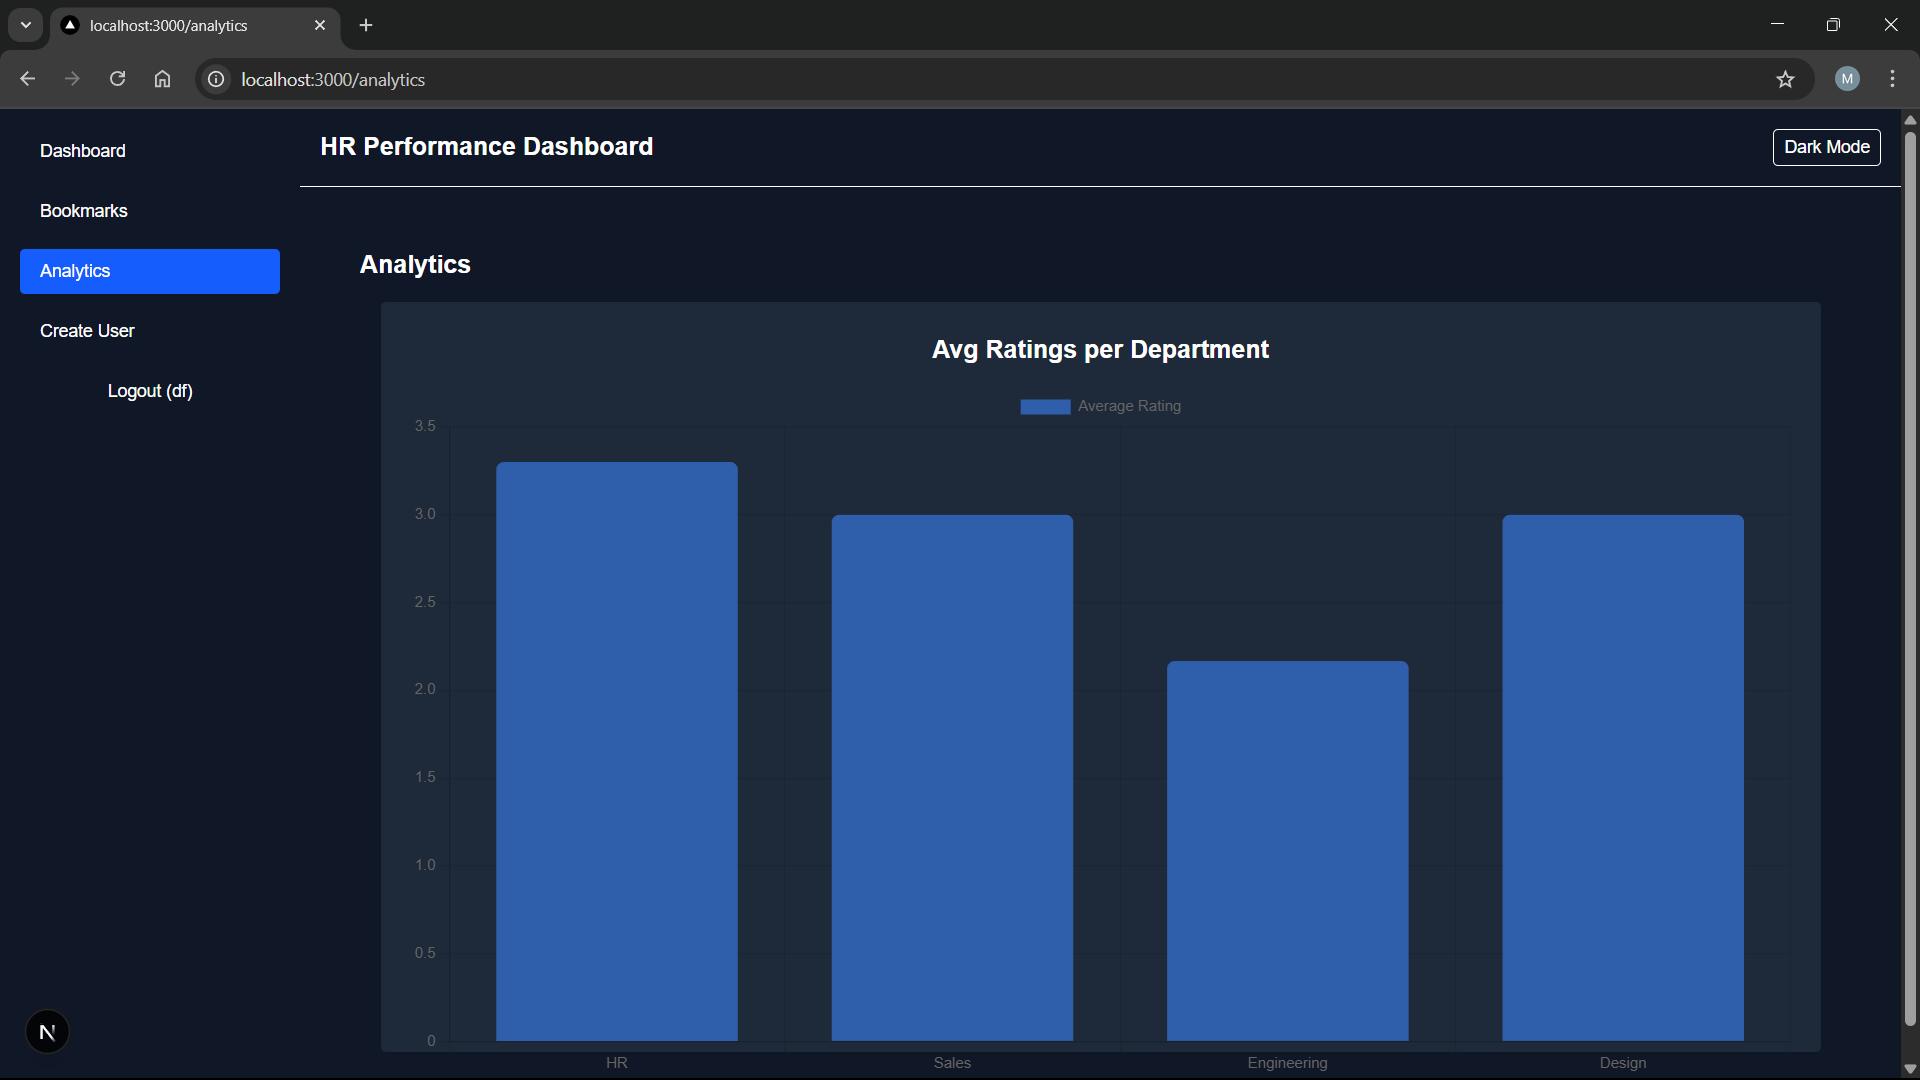 localhost:3000/analytics
localhost:3000/analytics
M
Dashboard
Bookmarks
Analytics
Create User
Logout (df)
HR Performance Dashboard
Dark Mode
Analytics
Avg Ratings per Department
Average Rating
3.5
3.0
2.5
2.0
1.5
1.0
0.5
0
HR
Sales
Engineering
Design
N